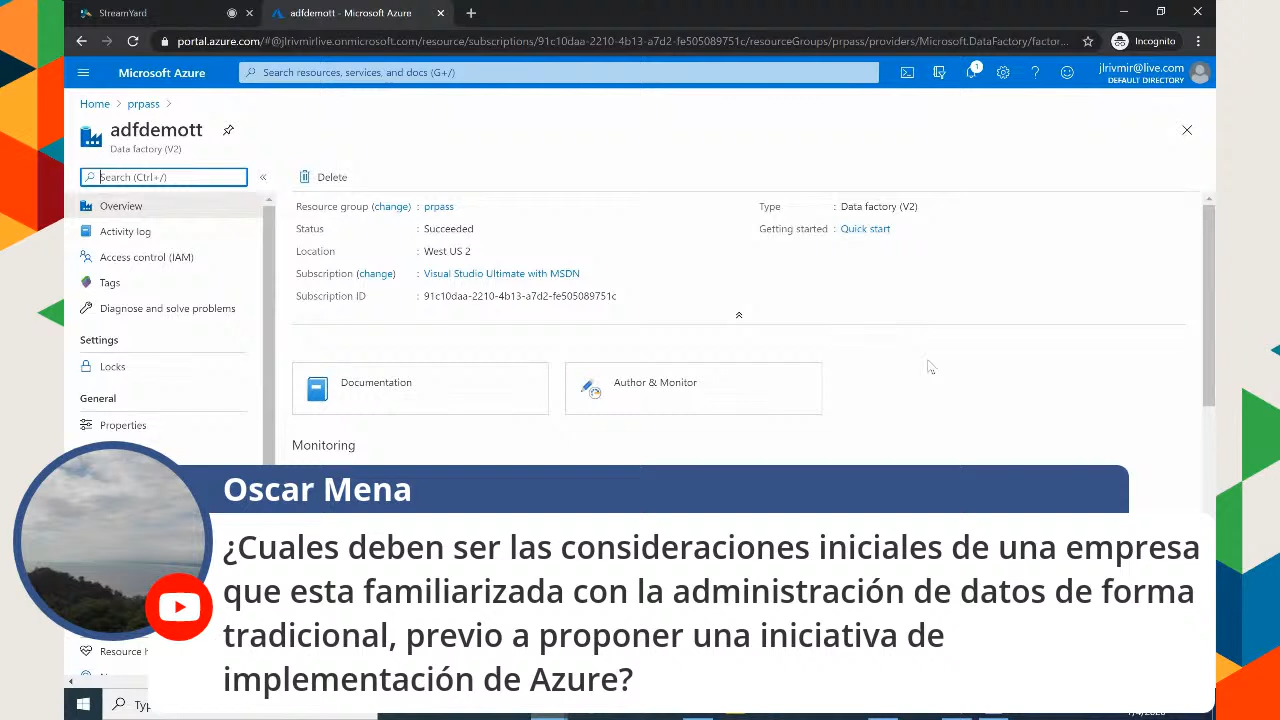 StreamYard
adfdemott - Microsoft Azure
portal.azure.com/#@jlrivmirlive.onmicrosoft.com/resource/subscriptions/91c10daa-2210-4b13-a7d2-fe505089751c/resourceGroups/prpass/providers/Microsoft.DataFactory/factor...
Incognito
Microsoft Azure
Search resources, services, and docs (G+/)
1
jlrivmir@live.com
DEFAULT DIRECTORY
Home > prpass >
adfdemott
Data factory (V2)
Search (Ctrl+/)
«
Delete
Overview
Activity log
Access control (IAM)
Tags
Diagnose and solve problems
Settings
Locks
General
Properties
Resource group (change) : prpass
Status : Succeeded
Location : West US 2
Subscription (change) : Visual Studio Ultimate with MSDN
Subscription ID : 91c10daa-2210-4b13-a7d2-fe505089751c
Type : Data factory (V2)
Getting started : Quick start
Documentation
Author & Monitor
Monitoring
Oscar Mena
¿Cuales deben ser las consideraciones iniciales de una empresa
que esta familiarizada con la administración de datos de forma
tradicional, previo a proponer una iniciativa de
implementación de Azure?
Resource h
Typ